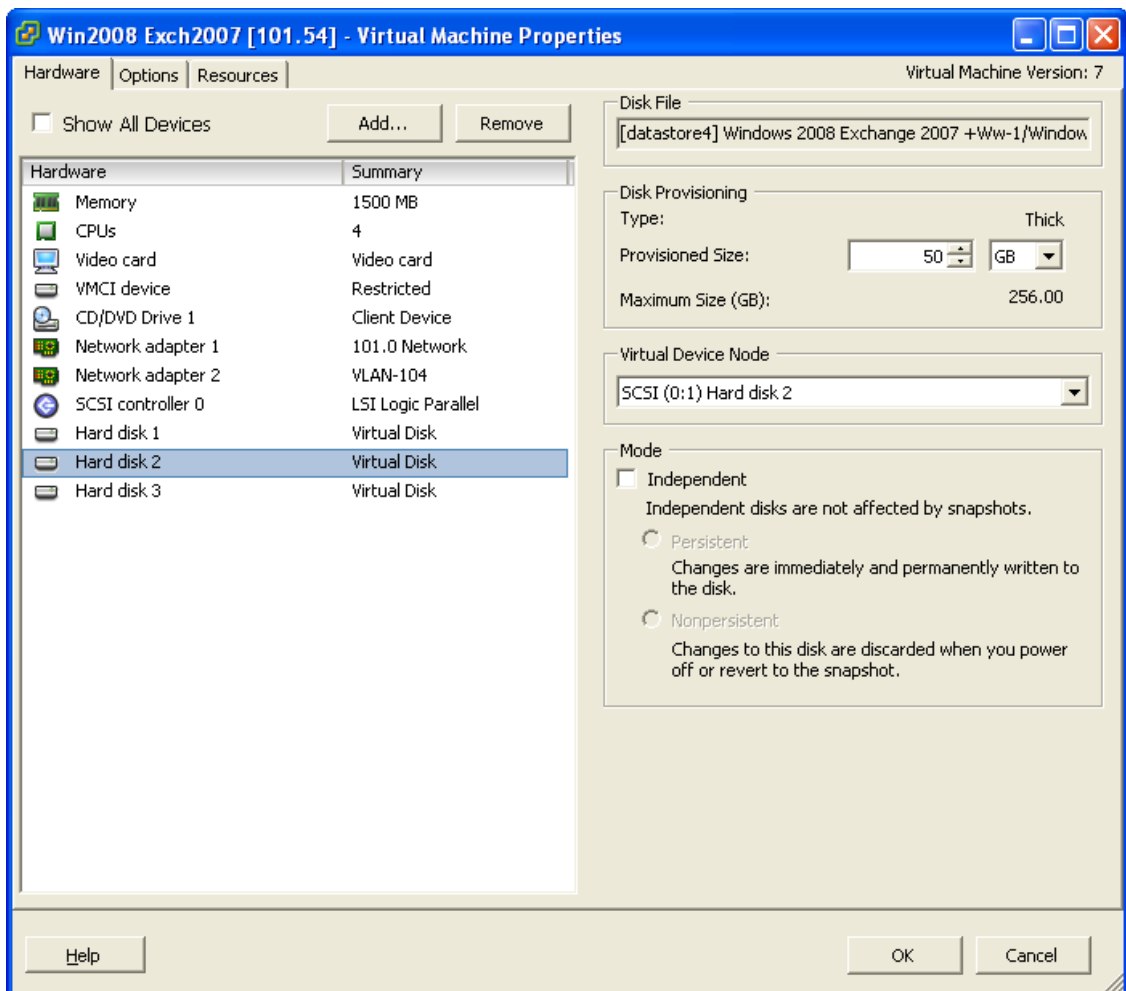 Win2008 Exch2007 [101.54] - Virtual Machine Properties
Hardware Options Resources Virtual Machine Version: 7
Show All Devices Add... Remove
Hardware Summary
Memory 1500 MB
CPUs 4
Video card Video card
VMCI device Restricted
CD/DVD Drive 1 Client Device
Network adapter 1 101.0 Network
Network adapter 2 VLAN-104
SCSI controller 0 LSI Logic Parallel
Hard disk 1 Virtual Disk
Hard disk 2 Virtual Disk
Hard disk 3 Virtual Disk
Disk File
[datastore4] Windows 2008 Exchange 2007 +Ww-1/Window
Disk Provisioning
Type: Thick
Provisioned Size: 50 GB
Maximum Size (GB): 256.00
Virtual Device Node
SCSI (0:1) Hard disk 2
Mode
Independent
Independent disks are not affected by snapshots.
Persistent
Changes are immediately and permanently written to
the disk.
Nonpersistent
Changes to this disk are discarded when you power
off or revert to the snapshot.
Help OK Cancel